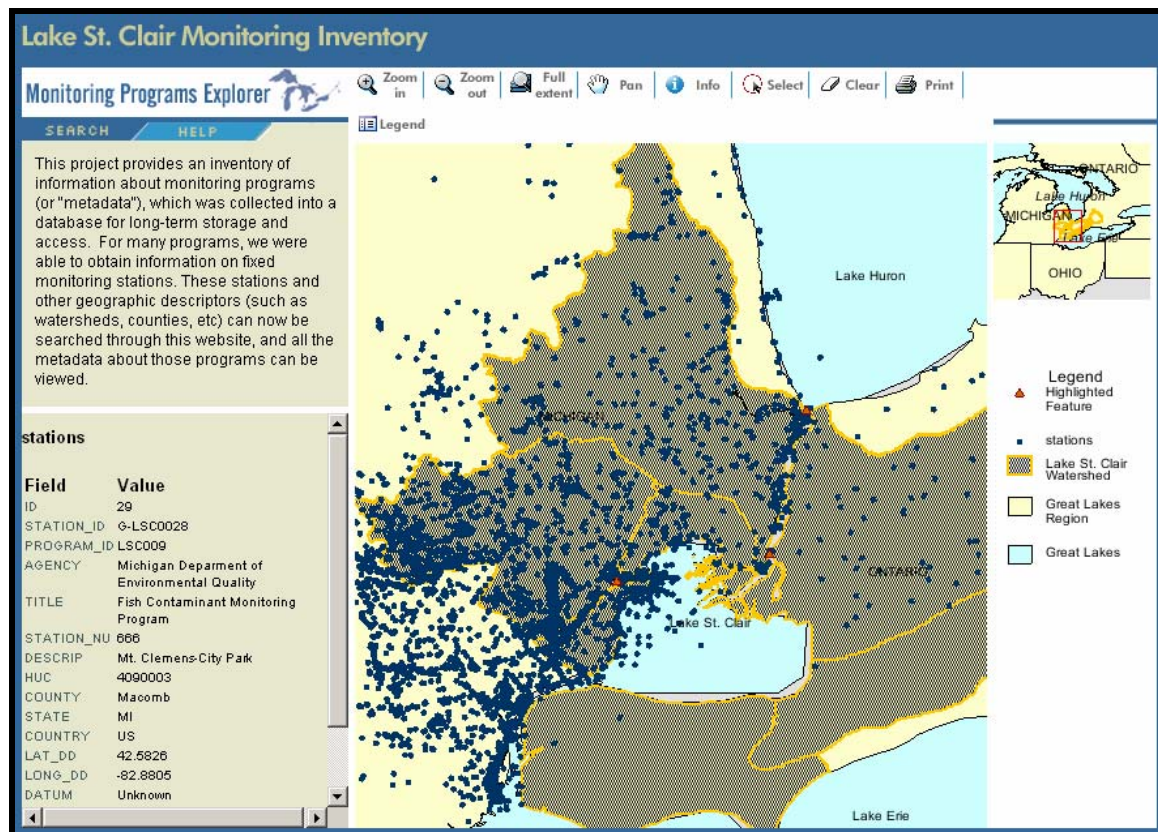 Lake St. Clair Monitoring Inventory
Monitoring Programs Explorer
SEARCH
HELP
Zoom in
Zoom out
Full extent
Pan
Info
Select
Clear
Print
Legend
This project provides an inventory of
information about monitoring programs
(or "metadata"), which was collected into a
database for long-term storage and
access. For many programs, we were
able to obtain information on fixed
monitoring stations. These stations and
other geographic descriptors (such as
watersheds, counties, etc) can now be
searched through this website, and all the
metadata about those programs can be
viewed.
stations
Field Value
ID 29
STATION_ID G-LSC0028
PROGRAM_ID LSC009
AGENCY Michigan Deparment of
Environmental Quality
TITLE Fish Contaminant Monitoring
Program
STATION_NU 666
DESCRIP Mt. Clemens-City Park
HUC 4090003
COUNTY Macomb
STATE MI
COUNTRY US
LAT_DD 42.5826
LONG_DD -82.8805
DATUM Unknown
Lake Huron
MICHIGAN
ONTARIO
Lake St. Clair
Lake Erie
ONTARIO
Lake Huron
MICHIGAN
Lake Erie
OHIO
Legend
Highlighted
Feature
stations
Lake St. Clair
Watershed
Great Lakes
Region
Great Lakes